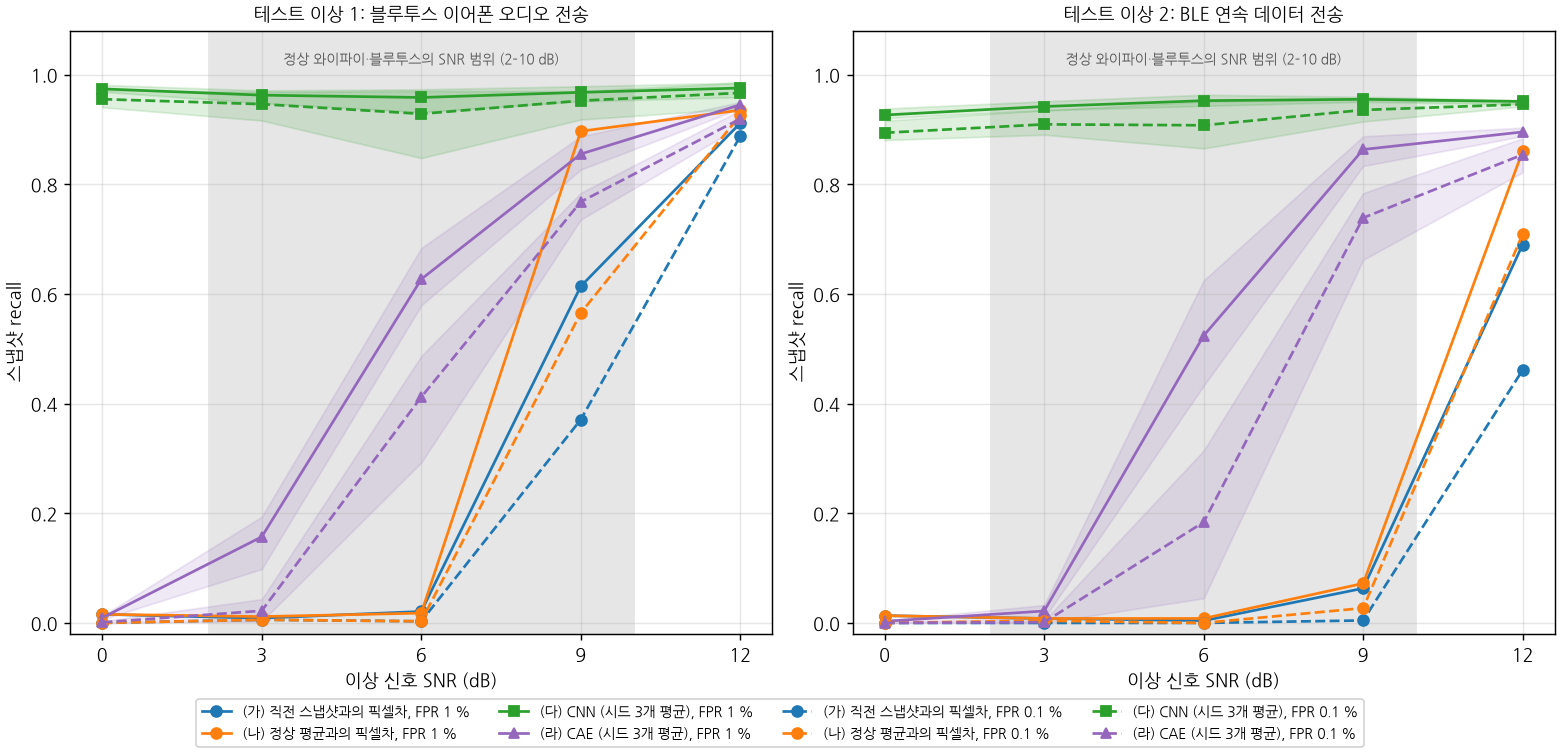 테스트 이상 1: 블루투스 이어폰 오디오 전송
정상 와이파이·블루투스의 SNR 범위 (2-10 dB)
1.0
0.8
0.6
0.4
0.2
0.0
스냅샷 recall
0 3 6 9 12
이상 신호 SNR (dB)
테스트 이상 2: BLE 연속 데이터 전송
정상 와이파이·블루투스의 SNR 범위 (2-10 dB)
1.0
0.8
0.6
0.4
0.2
0.0
스냅샷 recall
0 3 6 9 12
이상 신호 SNR (dB)
(가) 직전 스냅샷과의 픽셀차, FPR 1 % (다) CNN (시드 3개 평균), FPR 1 % (가) 직전 스냅샷과의 픽셀차, FPR 0.1 % (다) CNN (시드 3개 평균), FPR 0.1 %
(나) 정상 평균과의 픽셀차, FPR 1 % (라) CAE (시드 3개 평균), FPR 1 % (나) 정상 평균과의 픽셀차, FPR 0.1 % (라) CAE (시드 3개 평균), FPR 0.1 %